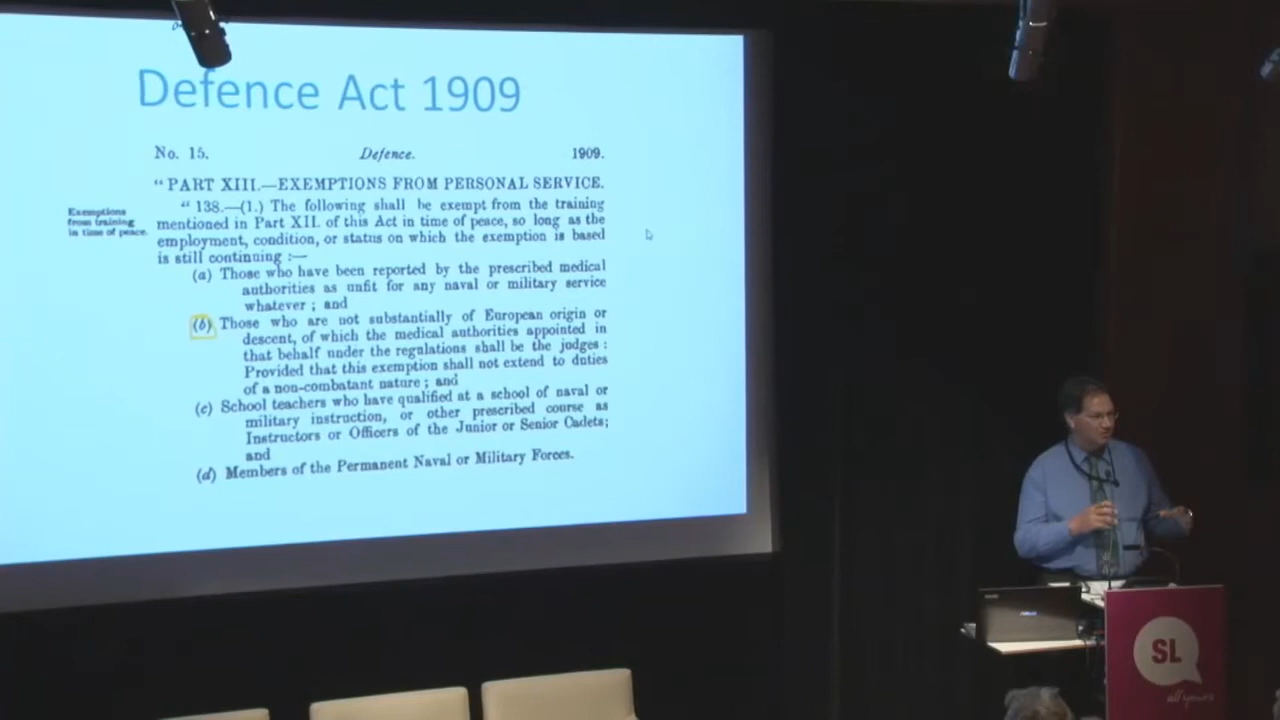 Defence Act 1909
No. 15. Defence. 1909.
"PART XIII.—EXEMPTIONS FROM PERSONAL SERVICE.
Exemptions
from training
in time of peace.
"138.—(1.) The following shall be exempt from the training
mentioned in Part XII. of this Act in time of peace, so long as the
employment, condition, or status on which the exemption is based
is still continuing :—
(a) Those who have been reported by the prescribed medical
authorities as unfit for any naval or military service
whatever ; and
(b) Those who are not substantially of European origin or
descent, of which the medical authorities appointed in
that behalf under the regulations shall be the judges :
Provided that this exemption shall not extend to duties
of a non-combatant nature ; and
(c) School teachers who have qualified at a school of naval or
military instruction, or other prescribed course as
Instructors or Officers of the Junior or Senior Cadets;
and
(d) Members of the Permanent Naval or Military Forces.
SL
all yours